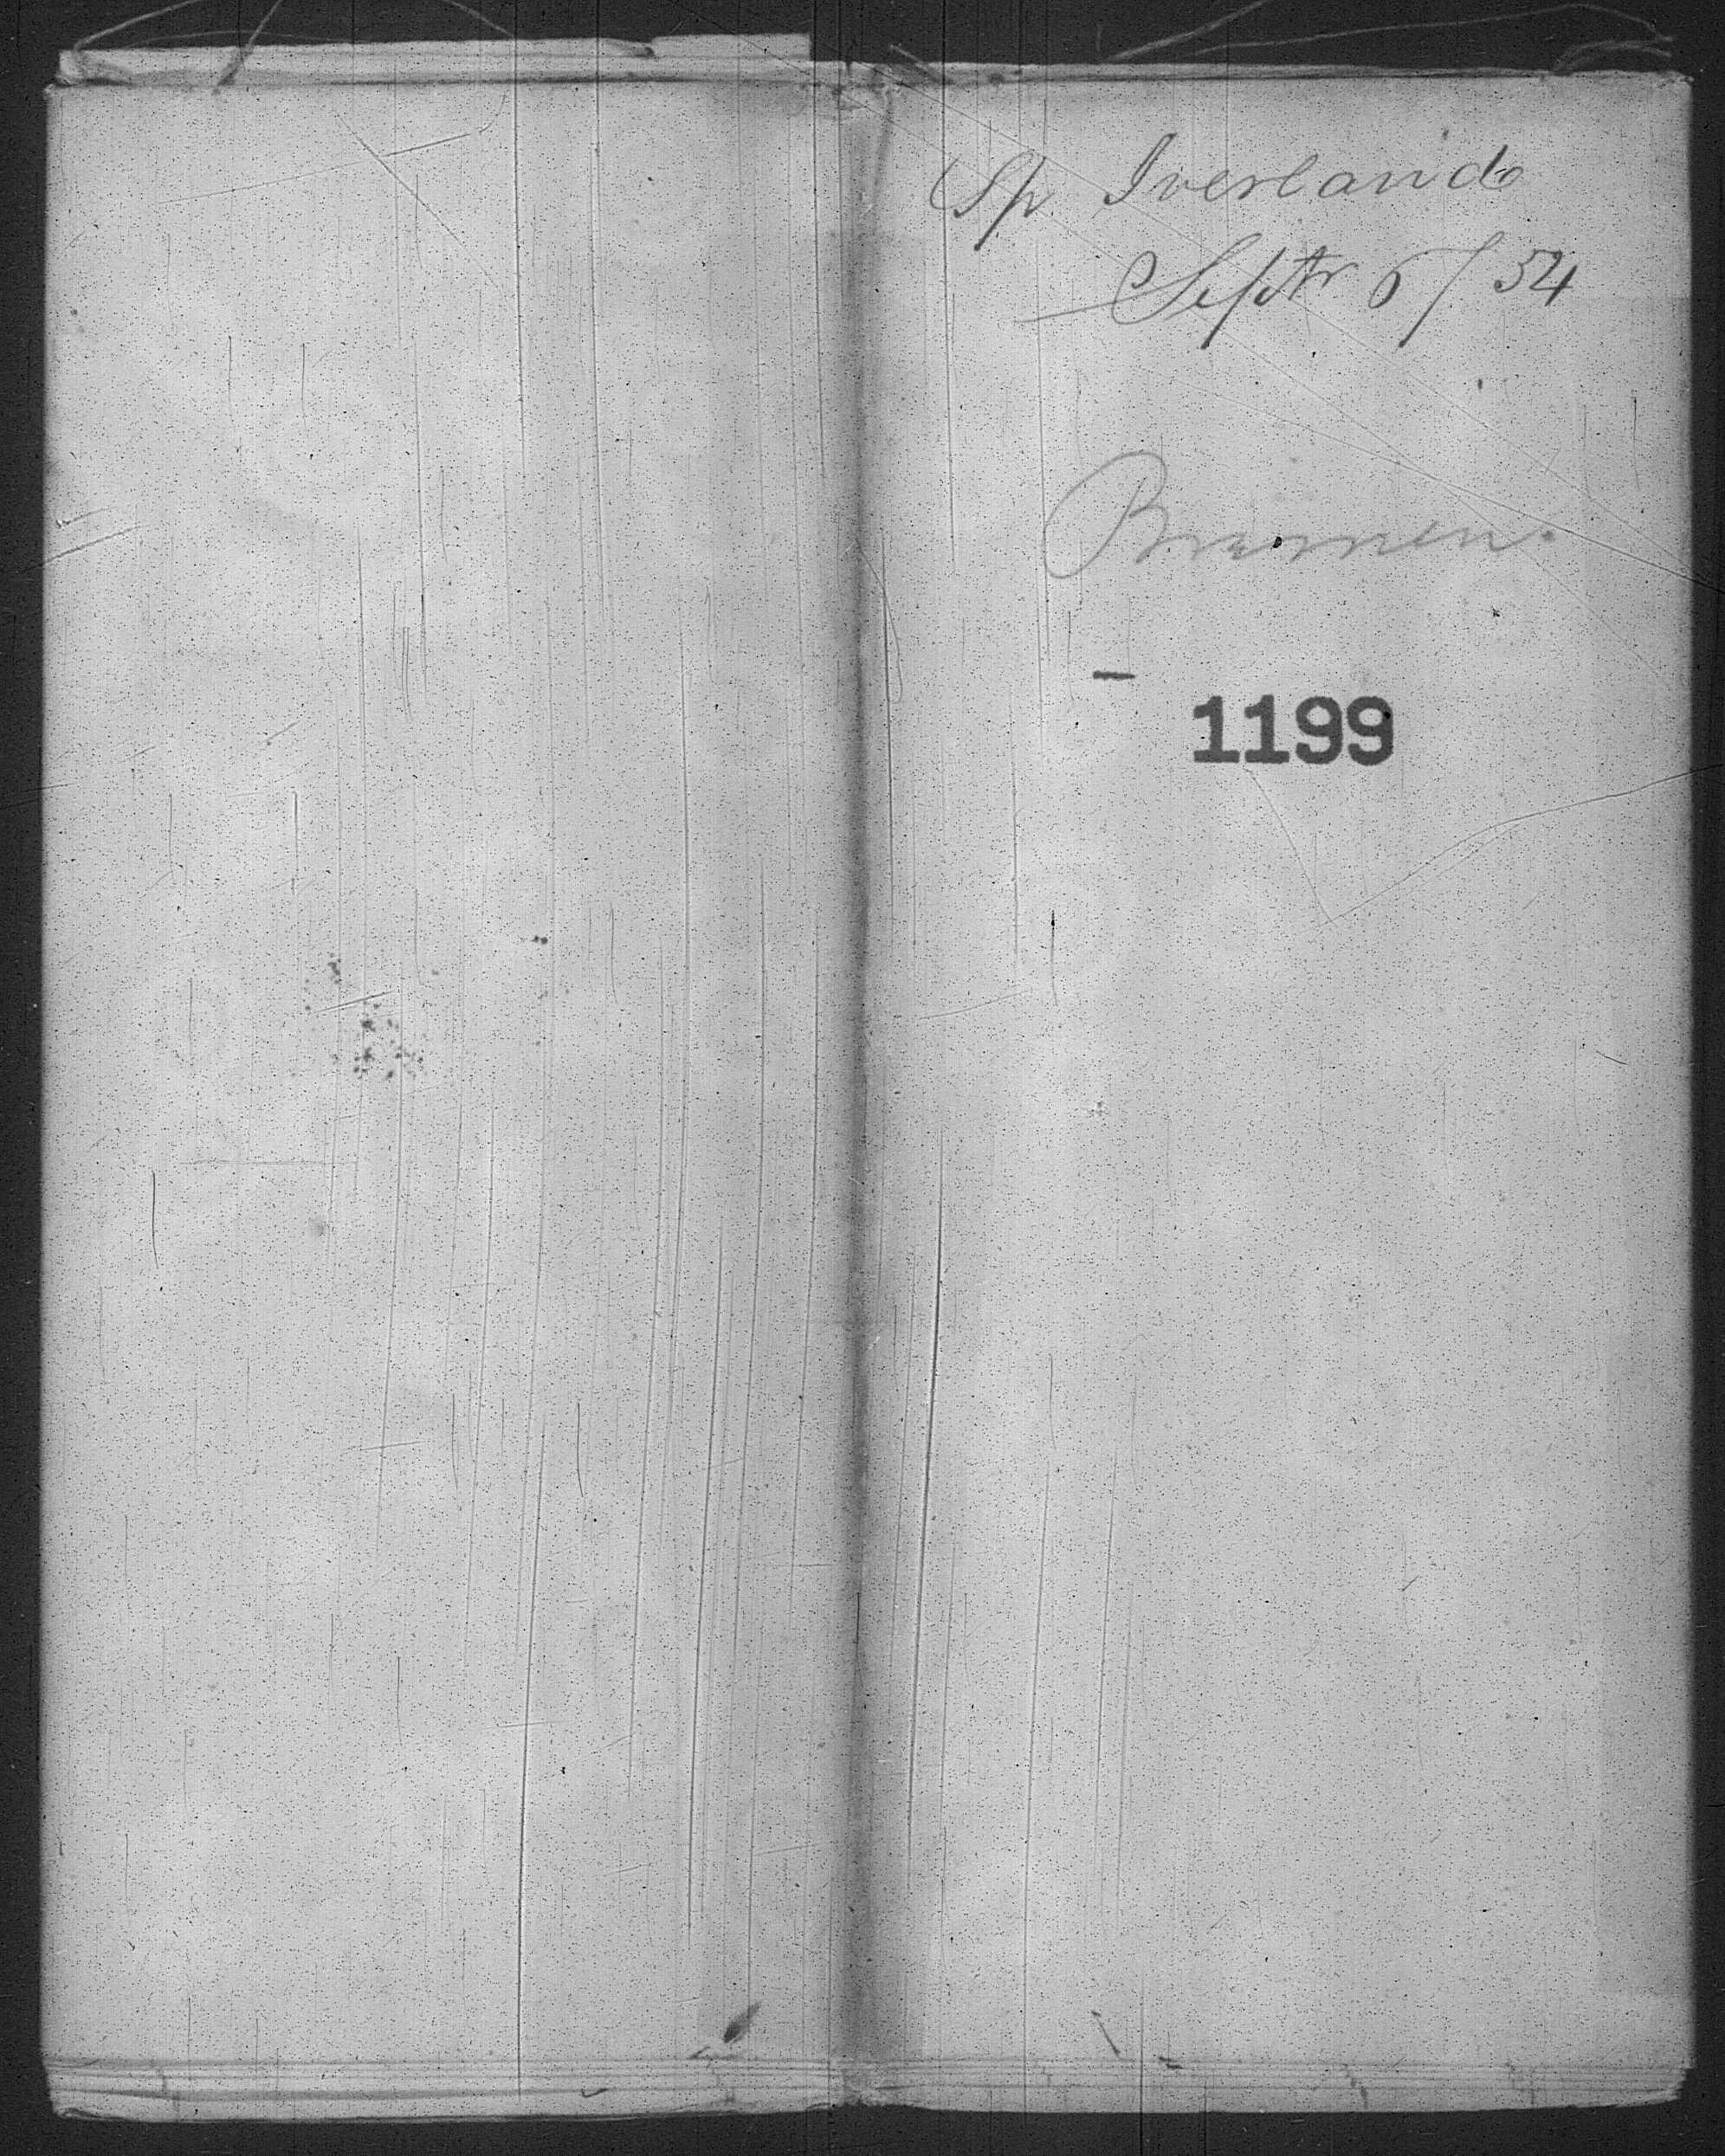 Sp. Iverland
Septr 6/54
Bremen.
1199